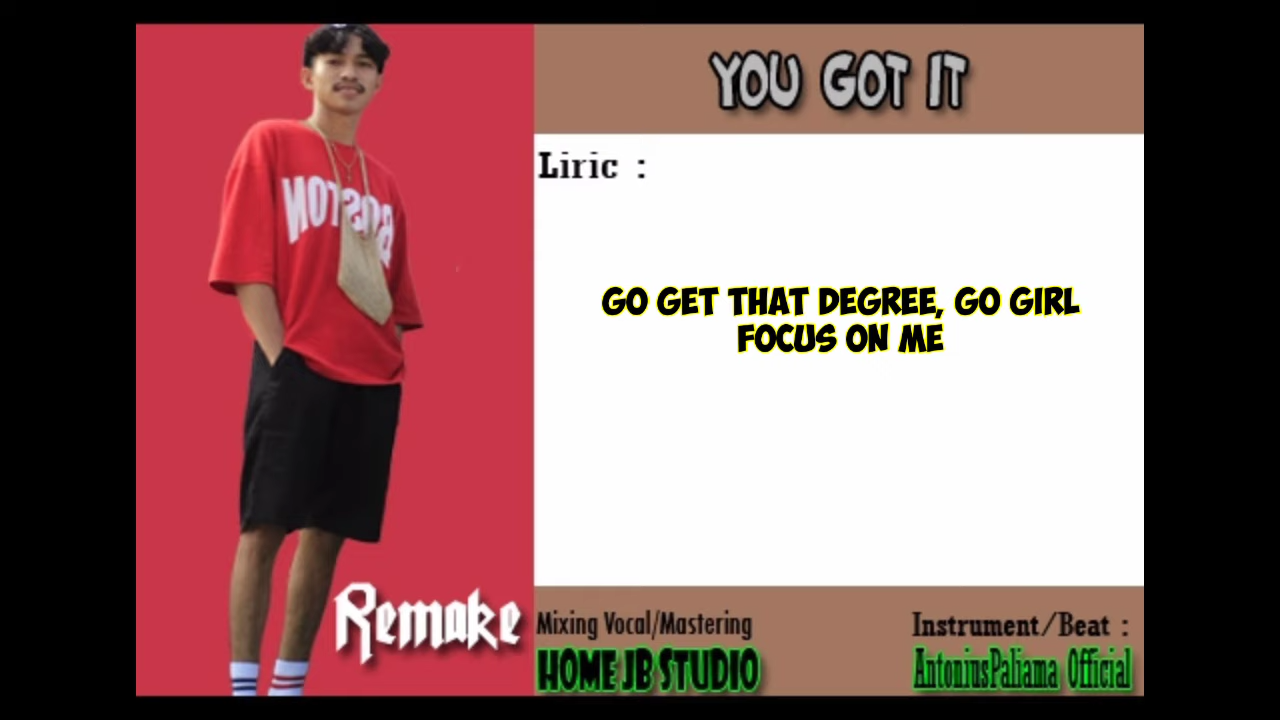 YOU GOT IT
Liric :
GO GET THAT DEGREE, GO GIRL
FOCUS ON ME
BOSTON
Remake
Mixing Vocal/Mastering
HOME JB STUDIO
Instrument/Beat :
AntoniusPaliama Official